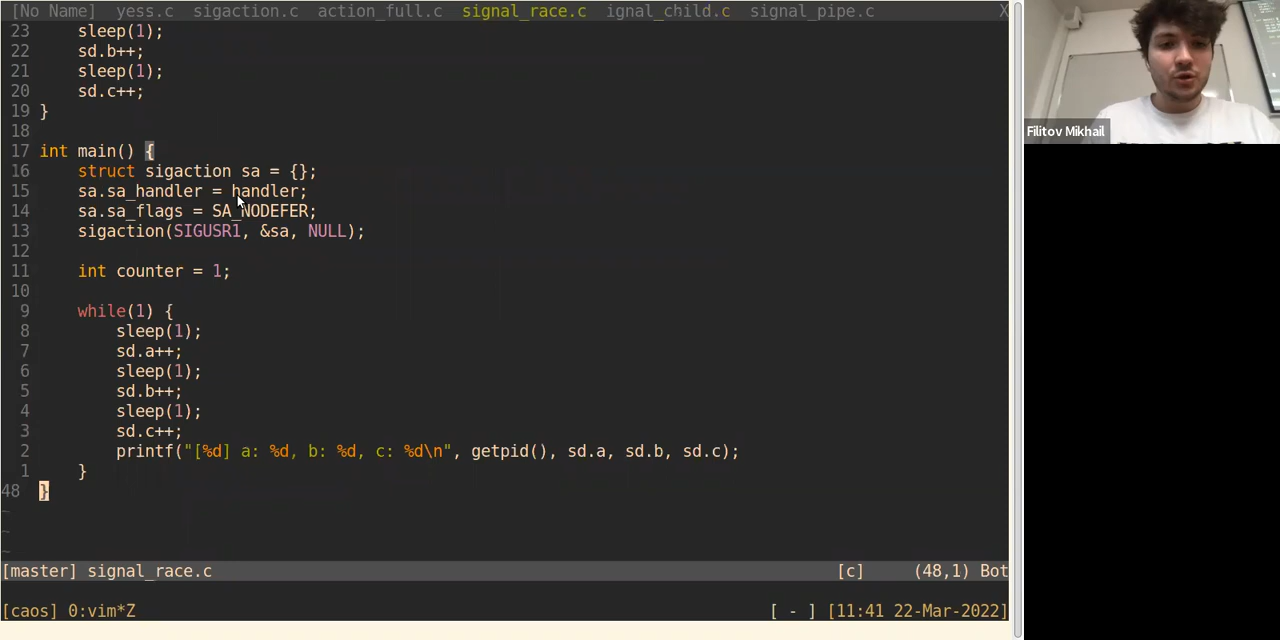 [No Name] yess.c sigaction.c action_full.c signal_race.c ignal_child.c signal_pipe.c X
23 sleep(1);
22 sd.b++;
21 sleep(1);
20 sd.c++;
19 }
18
17 int main() {
16 struct sigaction sa = {};
15 sa.sa_handler = handler;
14 sa.sa_flags = SA_NODEFER;
13 sigaction(SIGUSR1, &sa, NULL);
12
11 int counter = 1;
10
9 while(1) {
8 sleep(1);
7 sd.a++;
6 sleep(1);
5 sd.b++;
4 sleep(1);
3 sd.c++;
2 printf("[%d] a: %d, b: %d, c: %d\n", getpid(), sd.a, sd.b, sd.c);
1 }
48 }
~
~
~
[master] signal_race.c [c] (48,1) Bot
[caos] 0:vim*Z [ - ] [11:41 22-Mar-2022]
Filitov Mikhail